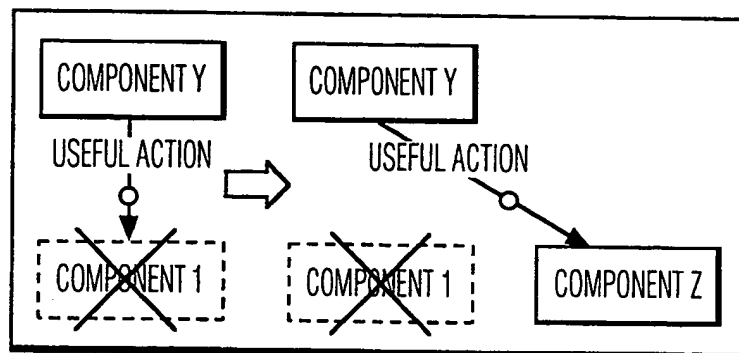 COMPONENT Y
COMPONENT Y
USEFUL ACTION
USEFUL ACTION
COMPONENT 1
COMPONENT 1
COMPONENT Z